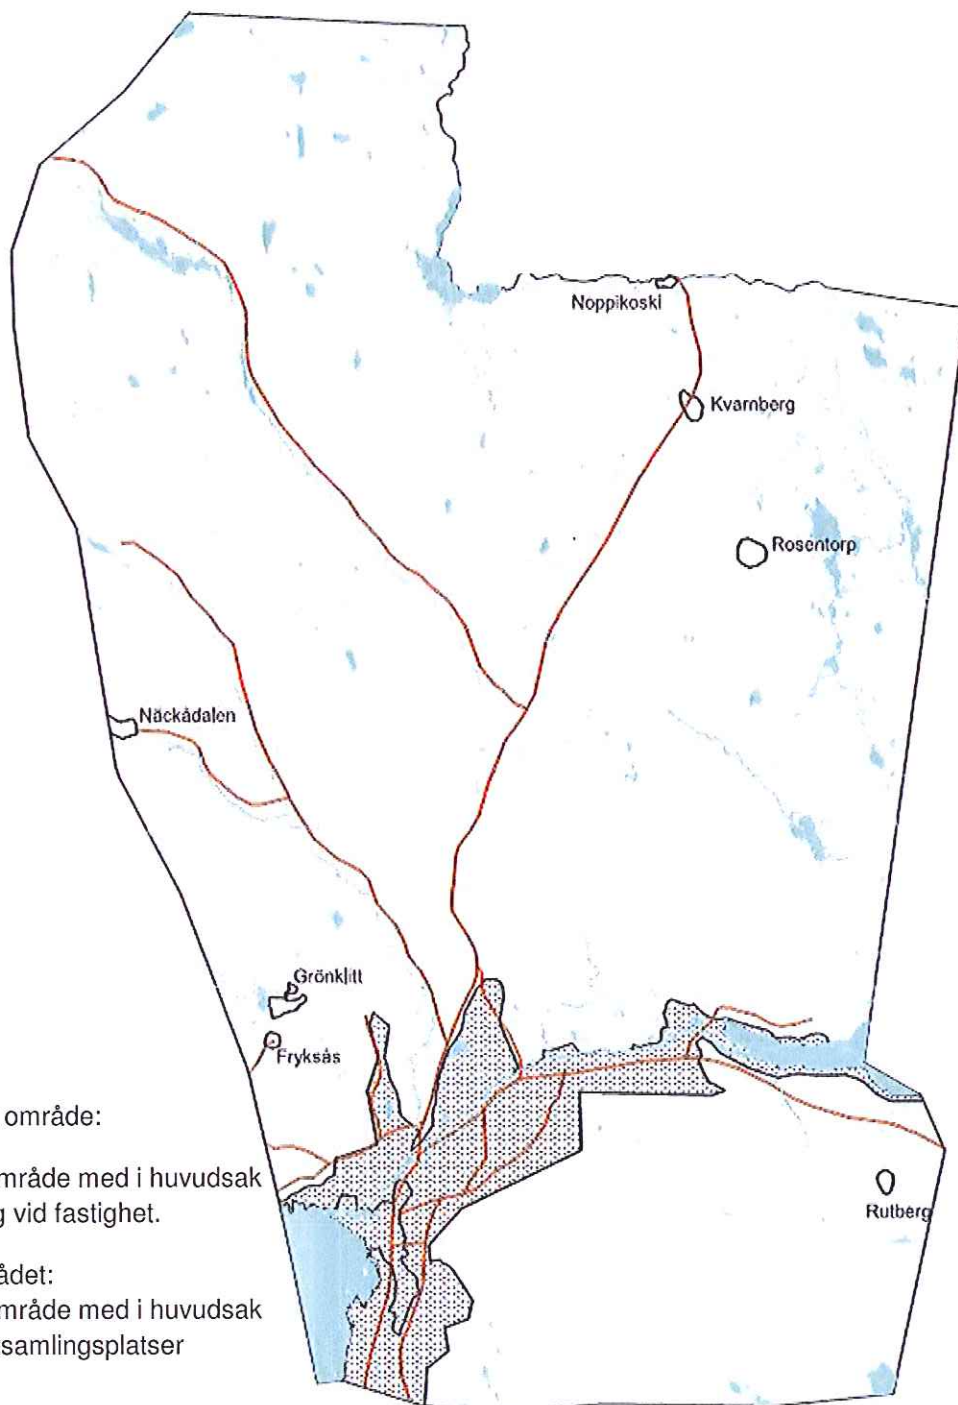 Noppikoski
Kvarnberg
Rosentorp
Näckådalen
Grönklitt
Fryksås
område:
mråde med i huvudsak
g vid fastighet.
Rutberg
ådet:
mråde med i huvudsak
samlingsplatser